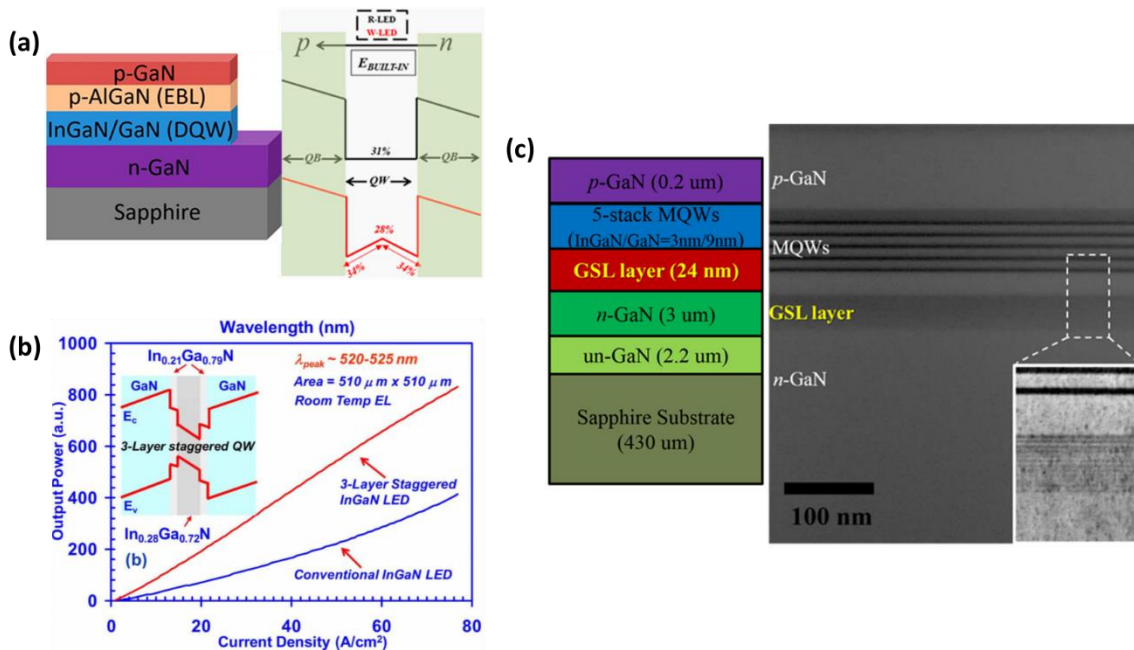 (a)
p-GaN
p-AlGaN (EBL)
InGaN/GaN (DQW)
n-GaN
Sapphire
R-LED
W-LED
p n
E_BUILT-IN
31%
QB QB
QW
28%
34% 34%
(b)
Wavelength (nm)
Output Power (a.u.)
1000
800
600
400
200
0
In0.21Ga0.79N
GaN GaN
Ec
3-Layer staggered QW
Ev
In0.28Ga0.72N
(b)
λpeak ~ 520-525 nm
Area = 510 μm x 510 μm
Room Temp EL
3-Layer Staggered
InGaN LED
Conventional InGaN LED
0 20 40 60 80
Current Density (A/cm²)
(c)
p-GaN (0.2 um)
5-stack MQWs
(InGaN/GaN=3nm/9nm)
GSL layer (24 nm)
n-GaN (3 um)
un-GaN (2.2 um)
Sapphire Substrate
(430 um)
p-GaN
MQWs
GSL layer
n-GaN
100 nm